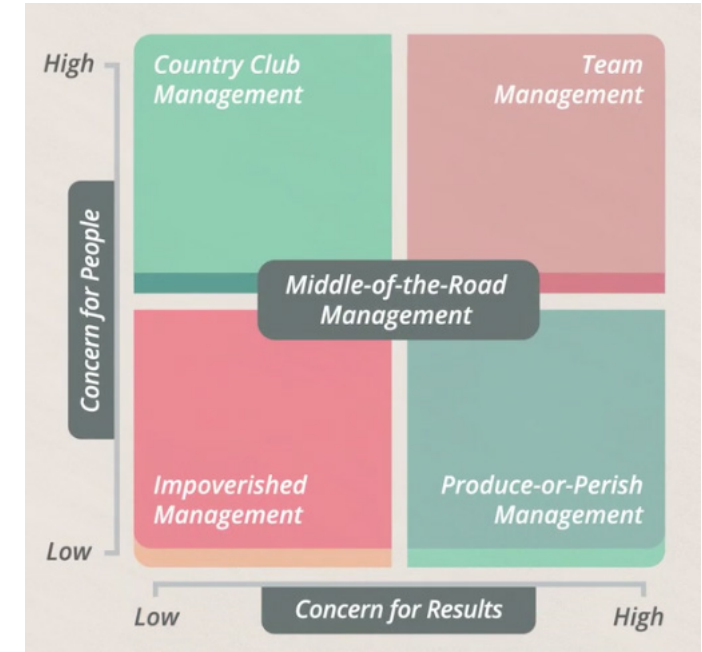 High
Country Club
Management
Team
Management
Concern for People
Middle-of-the-Road
Management
Impoverished
Management
Produce-or-Perish
Management
Low
Low
Concern for Results
High